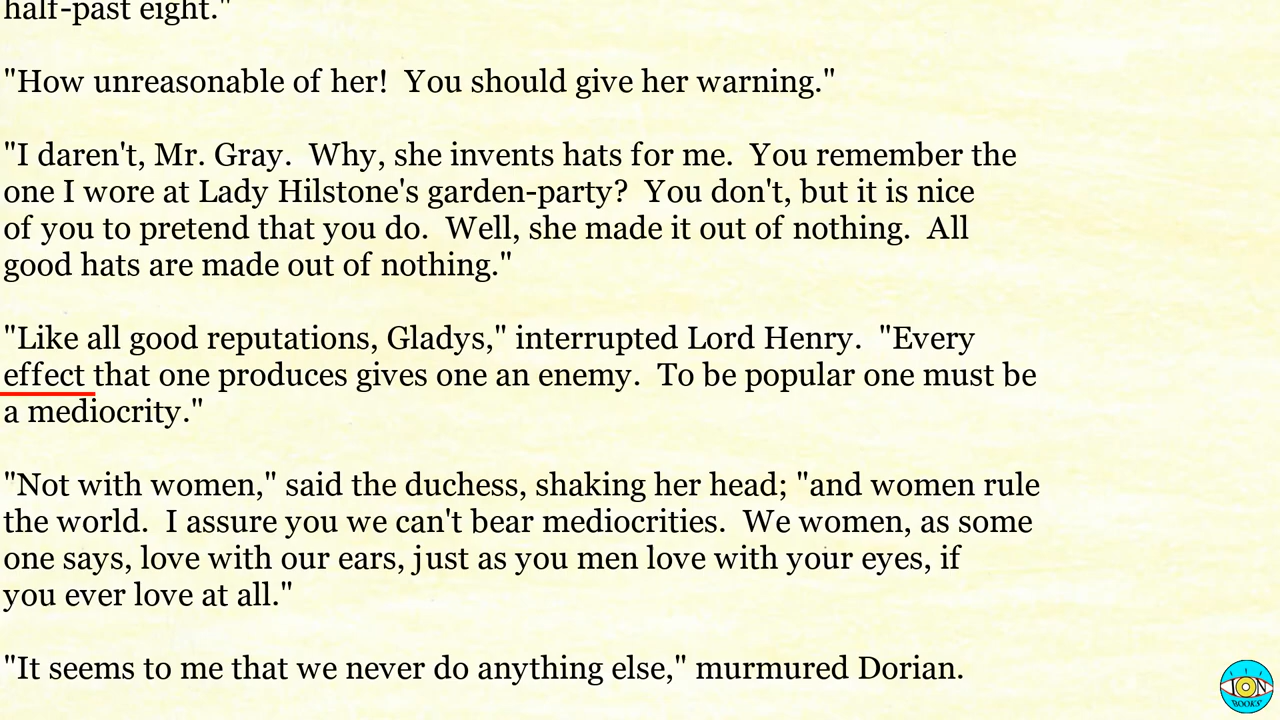 half-past eight."
"How unreasonable of her!  You should give her warning."
"I daren't, Mr. Gray.  Why, she invents hats for me.  You remember the
one I wore at Lady Hilstone's garden-party?  You don't, but it is nice
of you to pretend that you do.  Well, she made it out of nothing.  All
good hats are made out of nothing."
"Like all good reputations, Gladys," interrupted Lord Henry.  "Every
effect that one produces gives one an enemy.  To be popular one must be
a mediocrity."
"Not with women," said the duchess, shaking her head; "and women rule
the world.  I assure you we can't bear mediocrities.  We women, as some
one says, love with our ears, just as you men love with your eyes, if
you ever love at all."
"It seems to me that we never do anything else," murmured Dorian.
ION
BOOKS